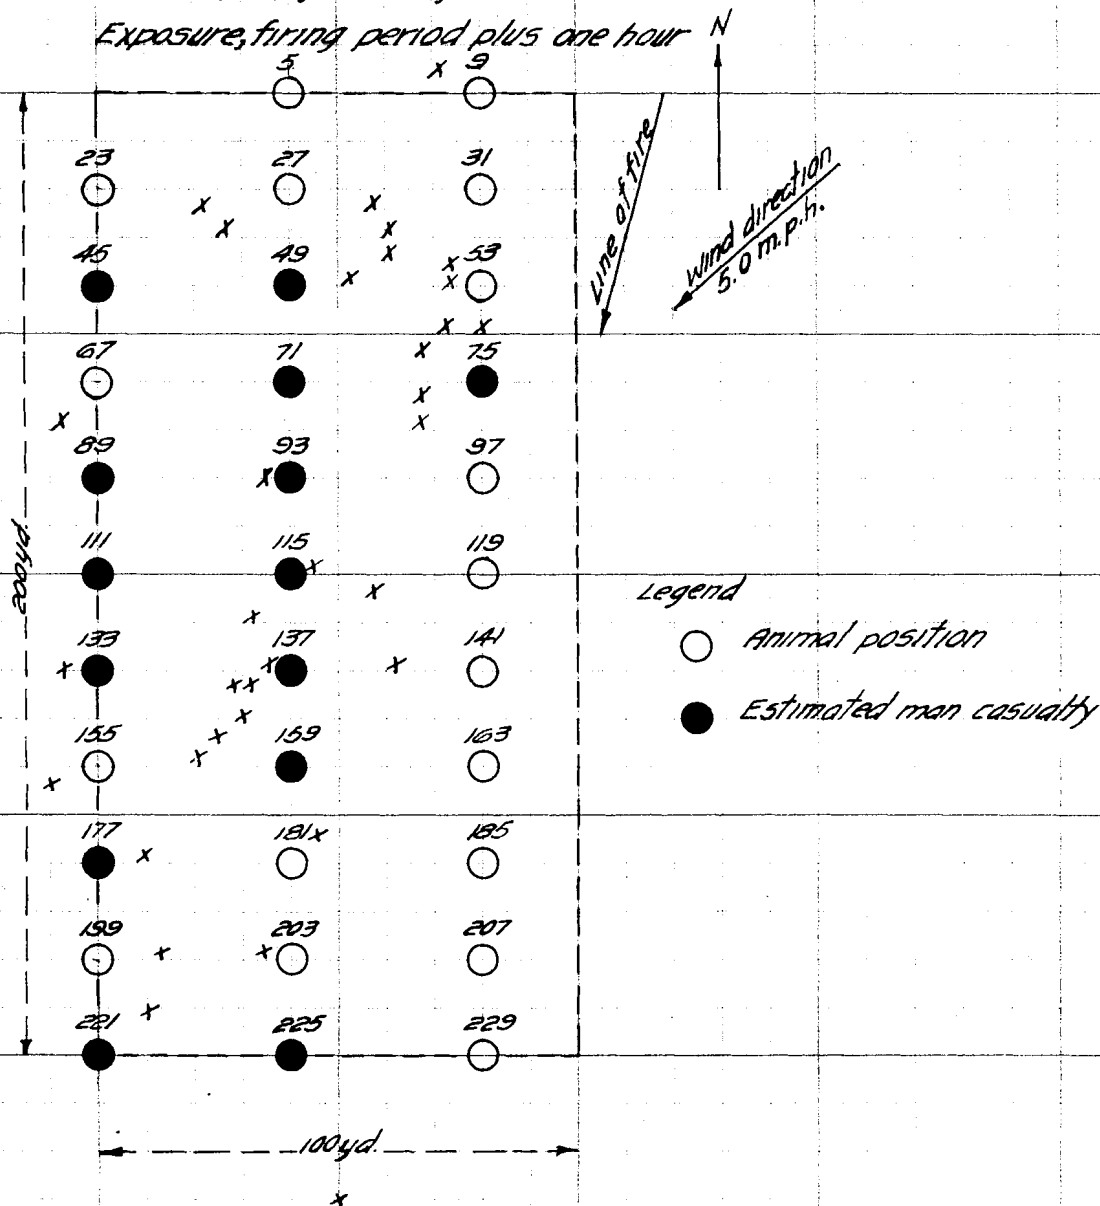 Exposure, firing period plus one hour
N
5 x 9
23 27 31
x x
x x
45 49 x x 53
x x
x x
67 71 x 75
x
x x
89 93 97
x
111 115 x 119
x
x
133 137 141
x x x
x x
x
155 x 159 163
x
x
177 x 181 x 185
199 x x 203 207
x
221 225 229
200 yd.
100 yd.
x
Line of fire
Wind direction
5.0 m.p.h.
Legend
Animal position
Estimated man casualty